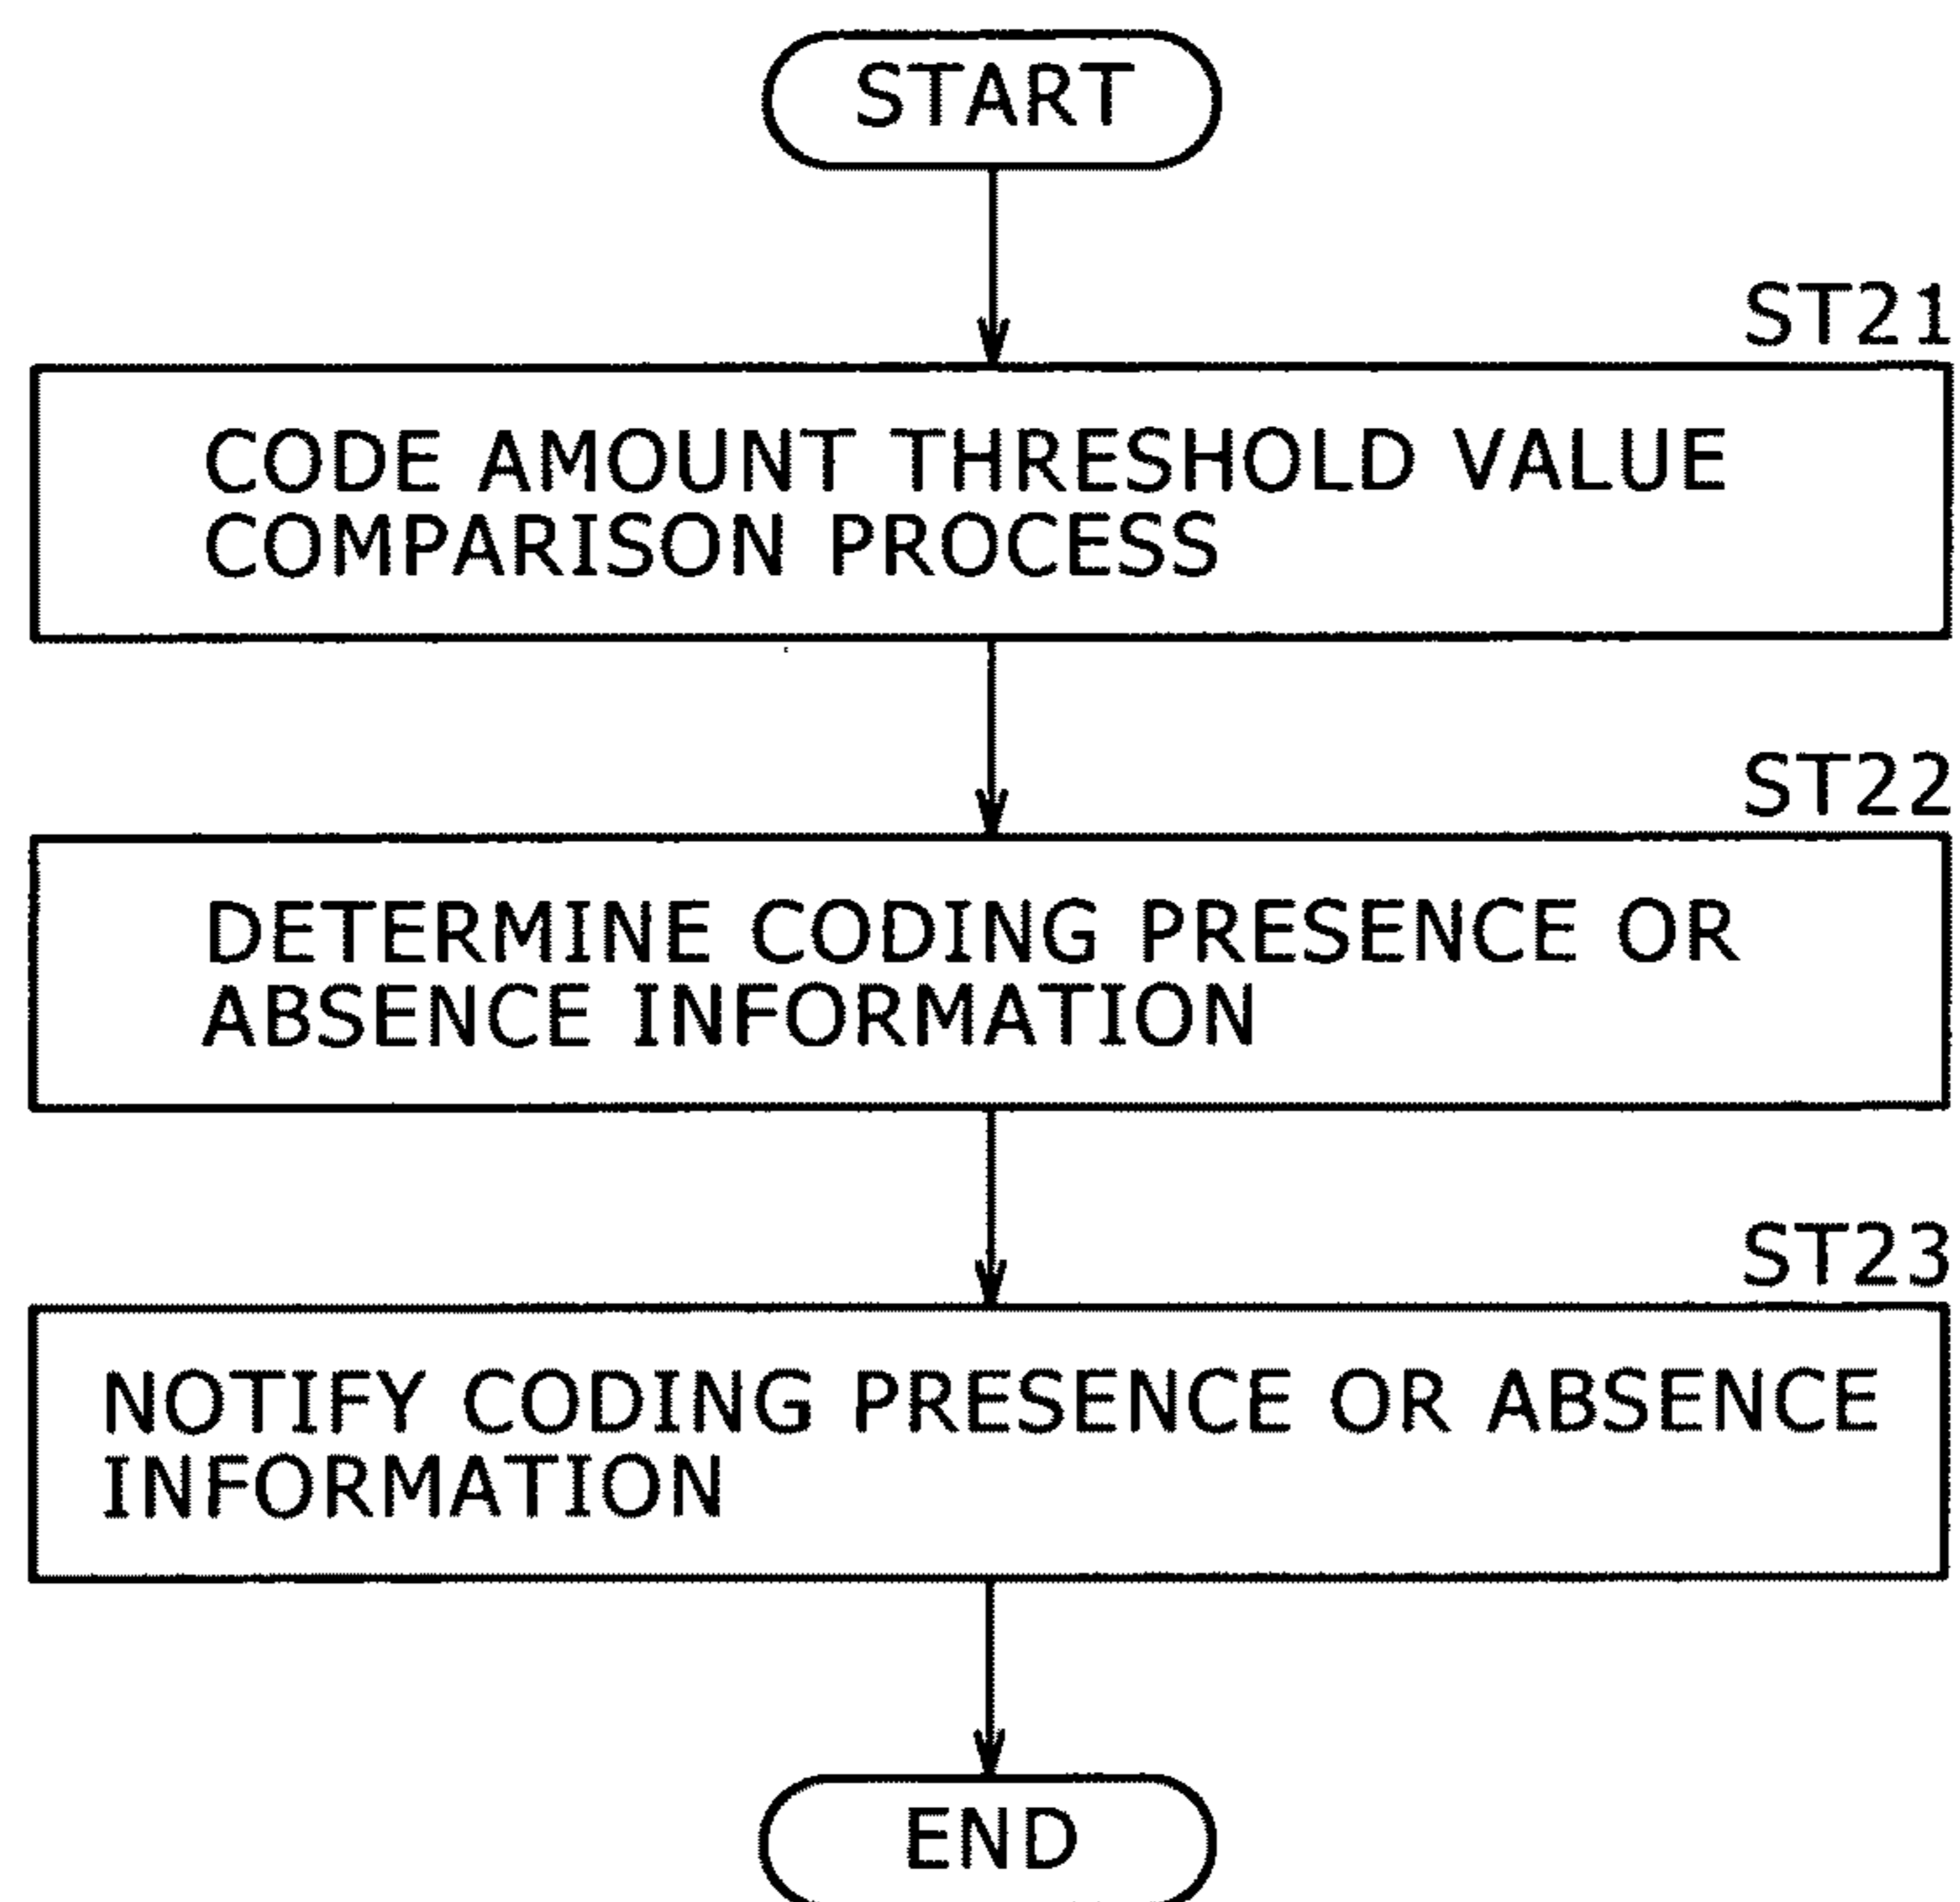 START
ST21
CODE AMOUNT THRESHOLD VALUE
COMPARISON PROCESS
ST22
DETERMINE CODING PRESENCE OR
ABSENCE INFORMATION
ST23
NOTIFY CODING PRESENCE OR ABSENCE
INFORMATION
END